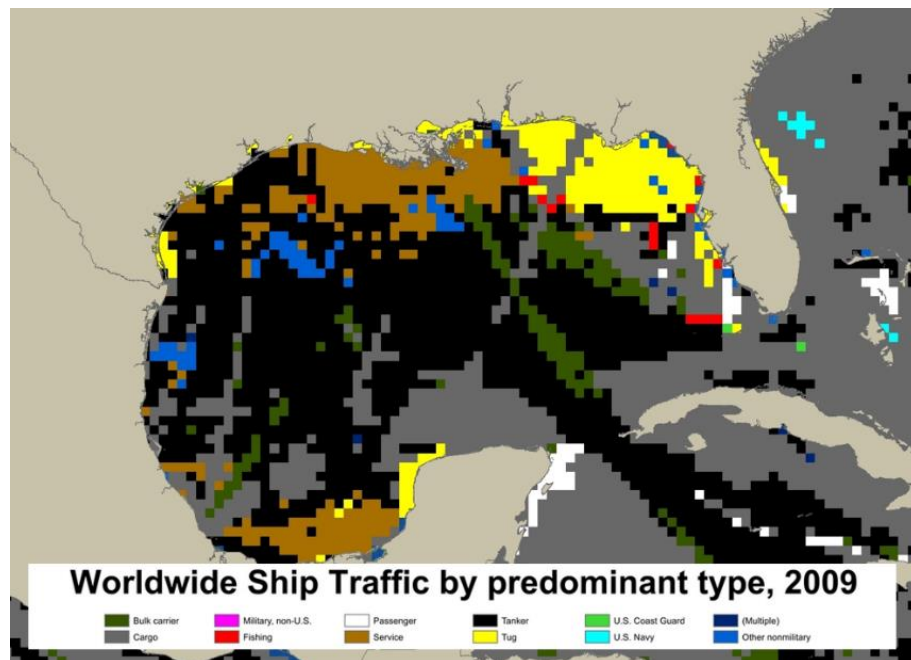 Worldwide Ship Traffic by predominant type, 2009
Bulk carrier Military, non-U.S. Passenger Tanker U.S. Coast Guard (Multiple)
Cargo Fishing Service Tug U.S. Navy Other nonmilitary